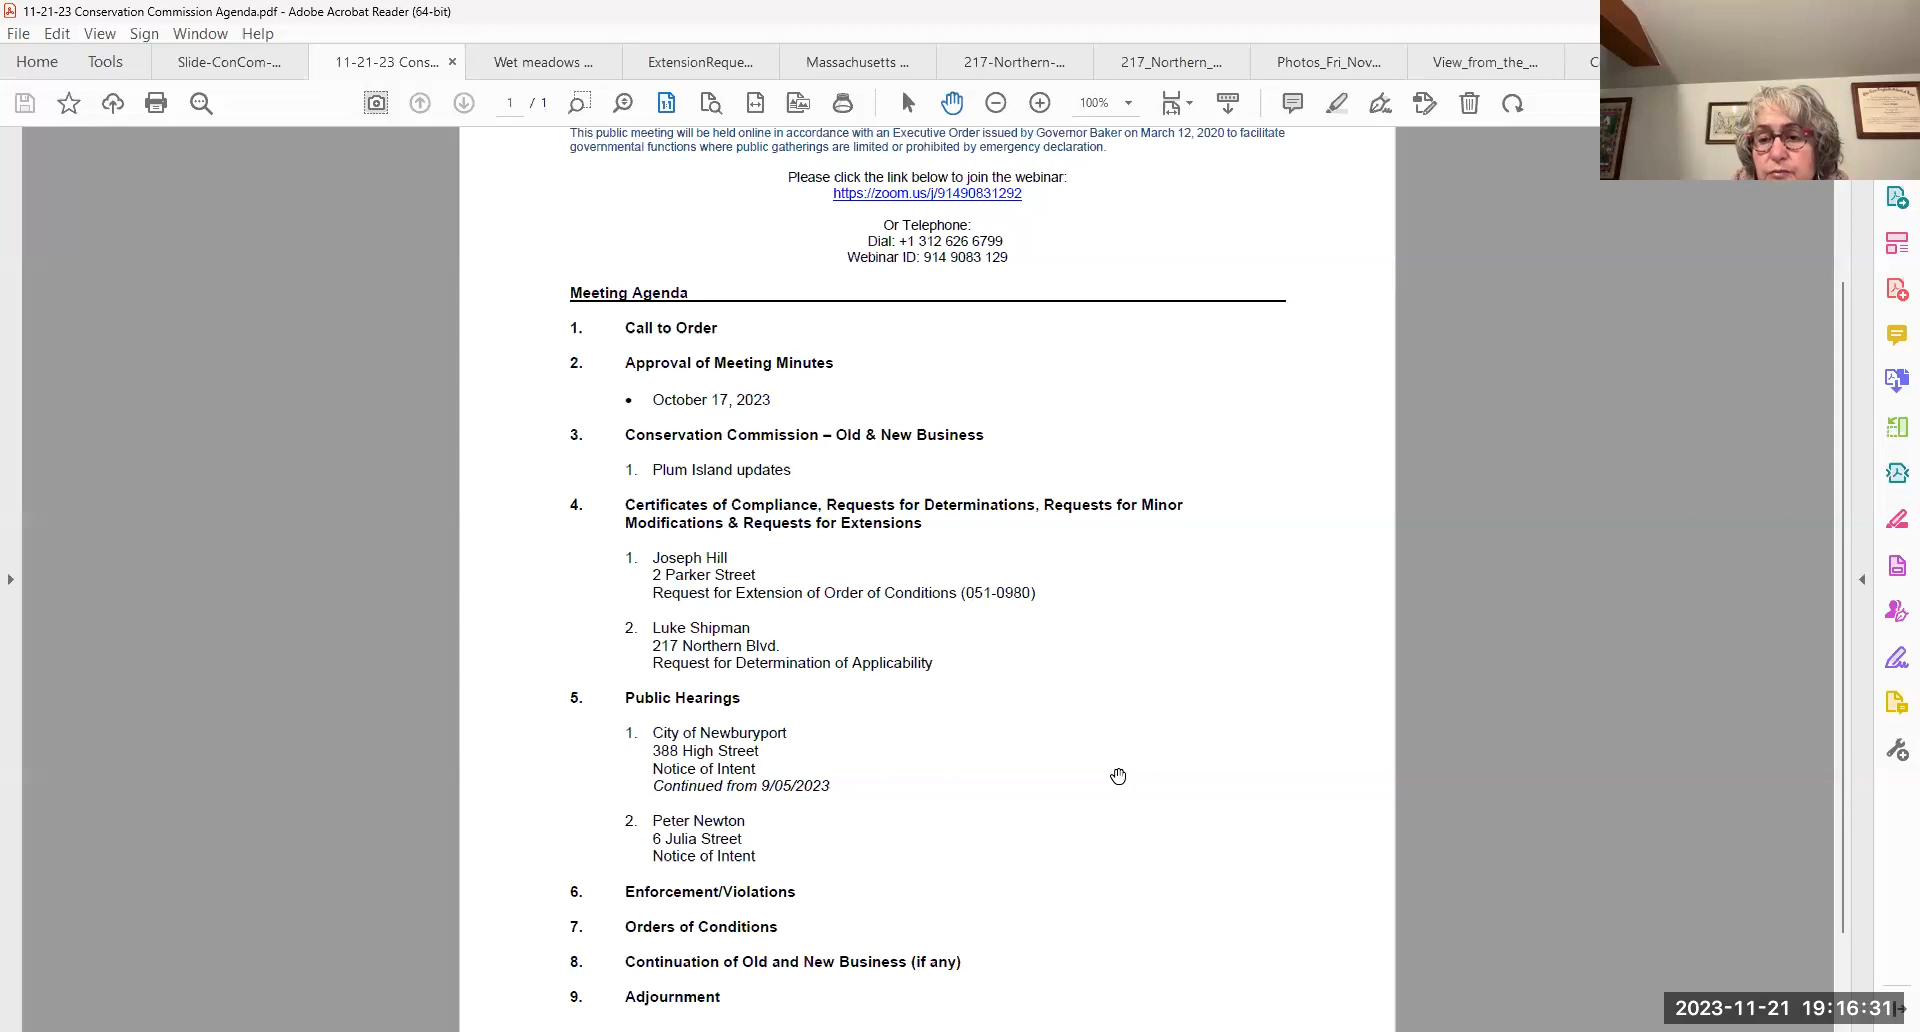 11-21-23 Conservation Commission Agenda.pdf - Adobe Acrobat Reader (64-bit)
File Edit View Sign Window Help
Home Tools Slide-ConCom-... 11-21-23 Cons... × Wet meadows ... ExtensionReque... Massachusetts ... 217-Northern-... 217_Northern_... Photos_Fri_Nov... View_from_the_... C
1 / 1 100%
This public meeting will be held online in accordance with an Executive Order issued by Governor Baker on March 12, 2020 to facilitate
governmental functions where public gatherings are limited or prohibited by emergency declaration.
Please click the link below to join the webinar:
https://zoom.us/j/91490831292
Or Telephone:
Dial: +1 312 626 6799
Webinar ID: 914 9083 129
Meeting Agenda
1. Call to Order
2. Approval of Meeting Minutes
• October 17, 2023
3. Conservation Commission – Old & New Business
1. Plum Island updates
4. Certificates of Compliance, Requests for Determinations, Requests for Minor
Modifications & Requests for Extensions
1. Joseph Hill
2 Parker Street
Request for Extension of Order of Conditions (051-0980)
2. Luke Shipman
217 Northern Blvd.
Request for Determination of Applicability
5. Public Hearings
1. City of Newburyport
388 High Street
Notice of Intent
Continued from 9/05/2023
2. Peter Newton
6 Julia Street
Notice of Intent
6. Enforcement/Violations
7. Orders of Conditions
8. Continuation of Old and New Business (if any)
9. Adjournment
2023-11-21 19:16:31